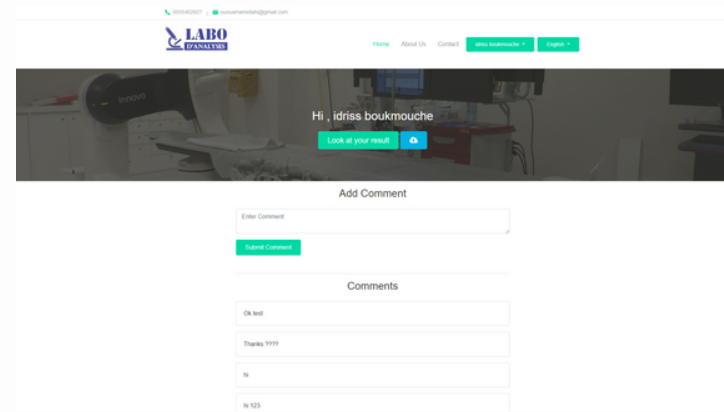 LABO
D'ANALYSES
Home About Us Contact idriss boukmouche English
innova
Hi , idriss boukmouche
Look at your result
Add Comment
Enter Comment
Submit Comment
Comments
Ok test
Thanks ????
hi
hi 123